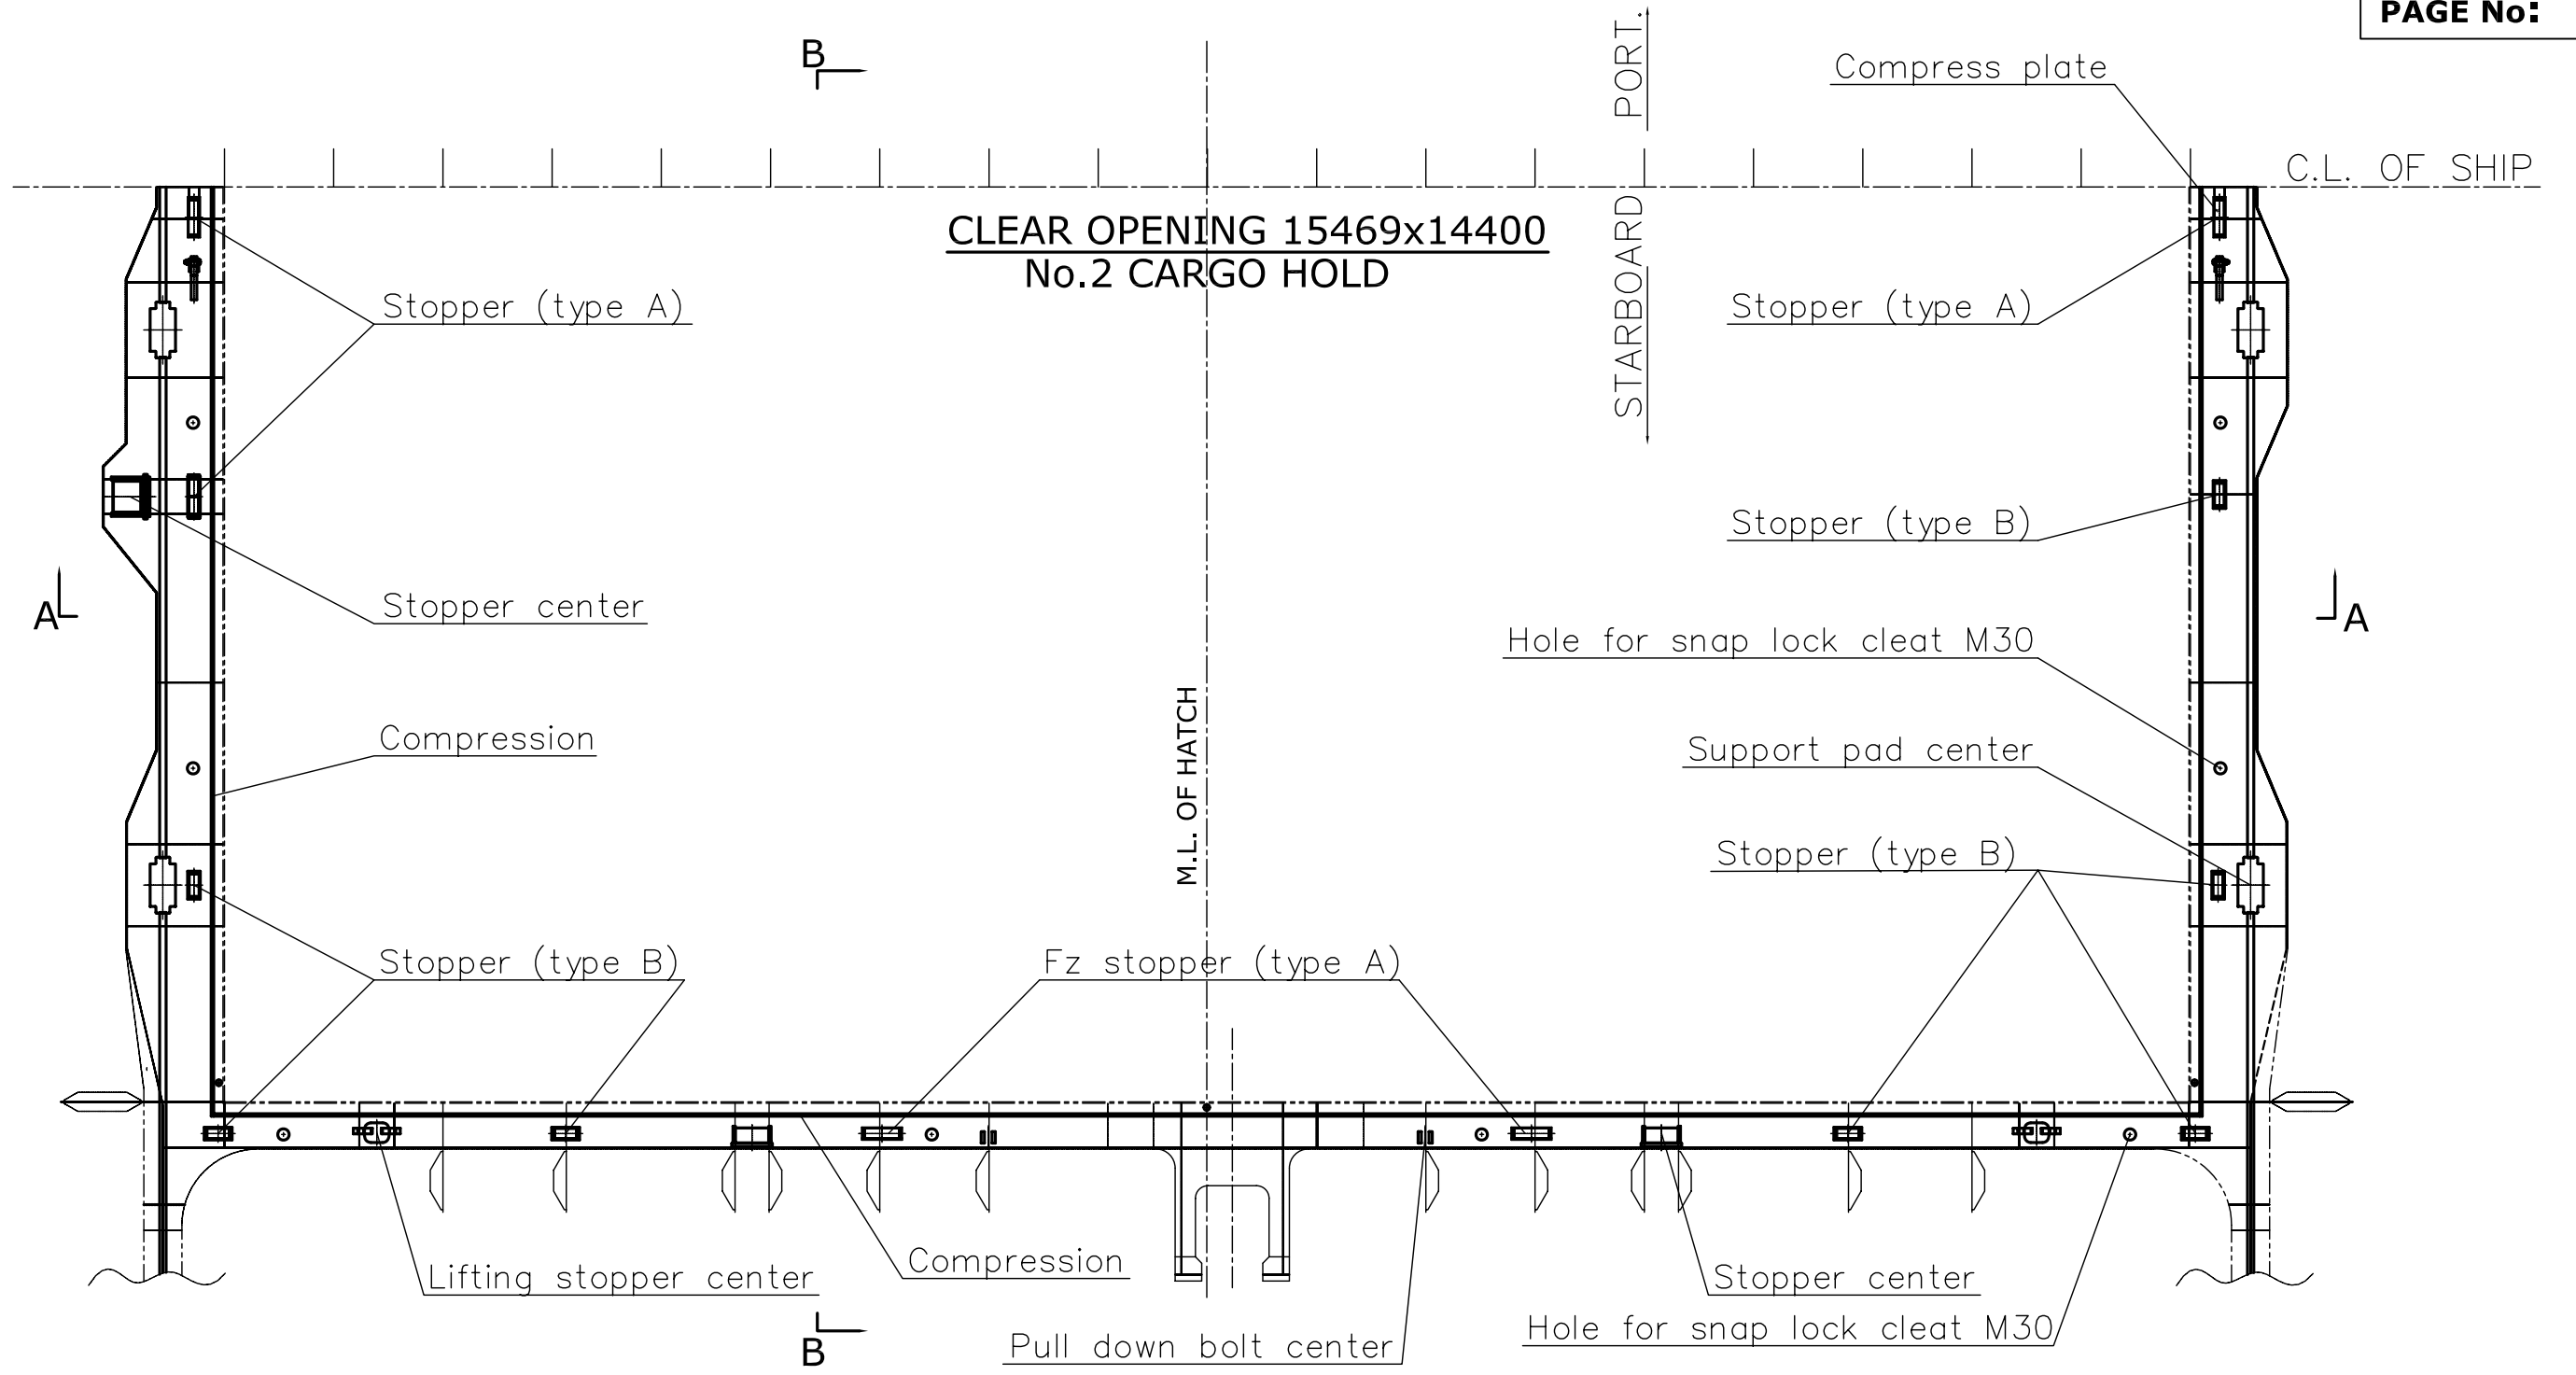 PAGE No:
B
PORT.
Compress plate
C.L. OF SHIP
CLEAR OPENING 15469x14400
No.2 CARGO HOLD
STARBOARD
Stopper (type A)
Stopper (type A)
Stopper (type B)
A
Stopper center
A
Hole for snap lock cleat M30
M.L. OF HATCH
Compression
Support pad center
Stopper (type B)
Stopper (type B)
Fz stopper (type A)
Compression
Lifting stopper center
Stopper center
B
Pull down bolt center
Hole for snap lock cleat M30